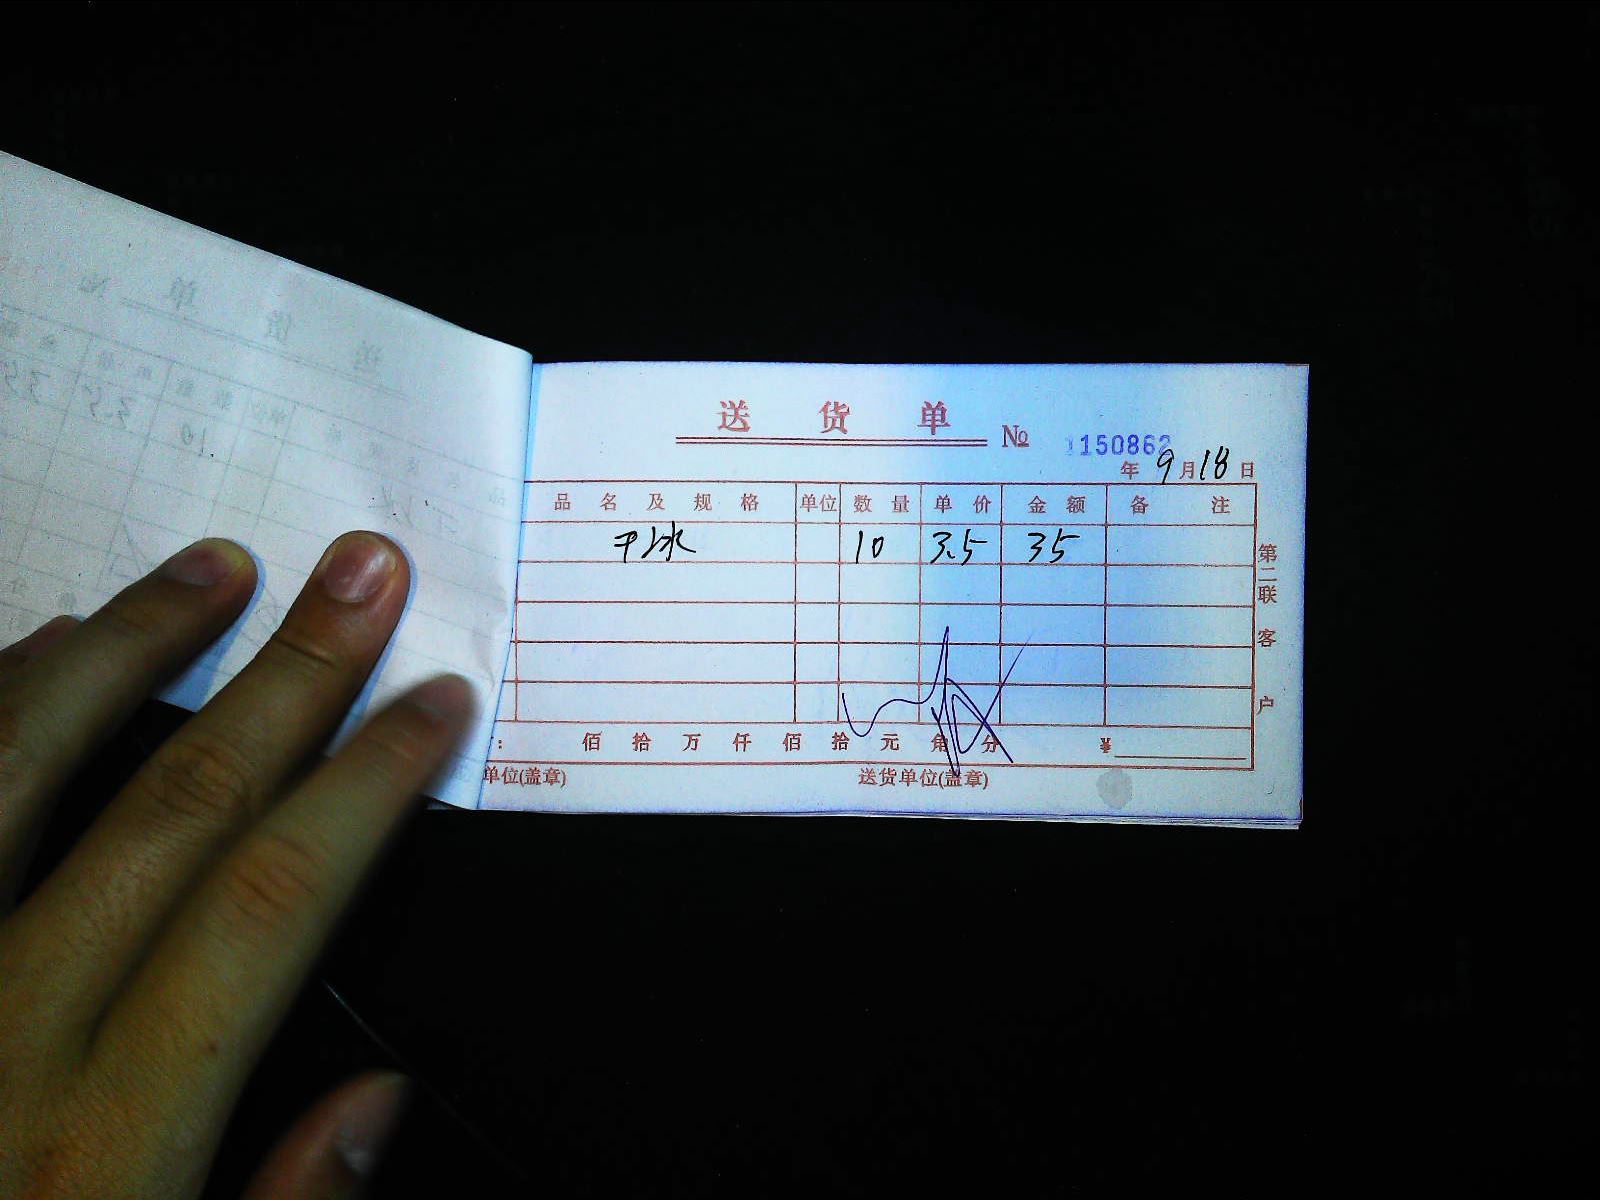 送 货 单 № 1150862
年 9 月 18 日
品 名 及 规 格 单位 数 量 单 价 金 额 备 注
干冰 10 3.5 35
第二联 客户
: 佰 拾 万 仟 佰 拾 元 角 分 ¥
单位(盖章) 送货单位(盖章)